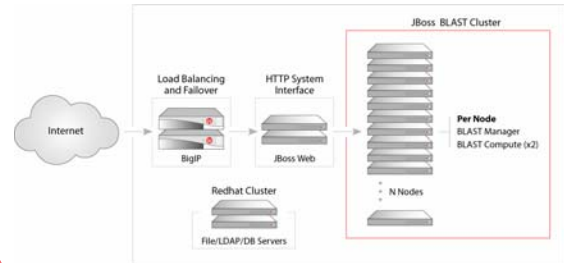 JBoss BLAST Cluster
Load Balancing
and Failover
HTTP System
Interface
Internet
BigIP
JBoss Web
Per Node
BLAST Manager
BLAST Compute (x2)
N Nodes
Redhat Cluster
File/LDAP/DB Servers